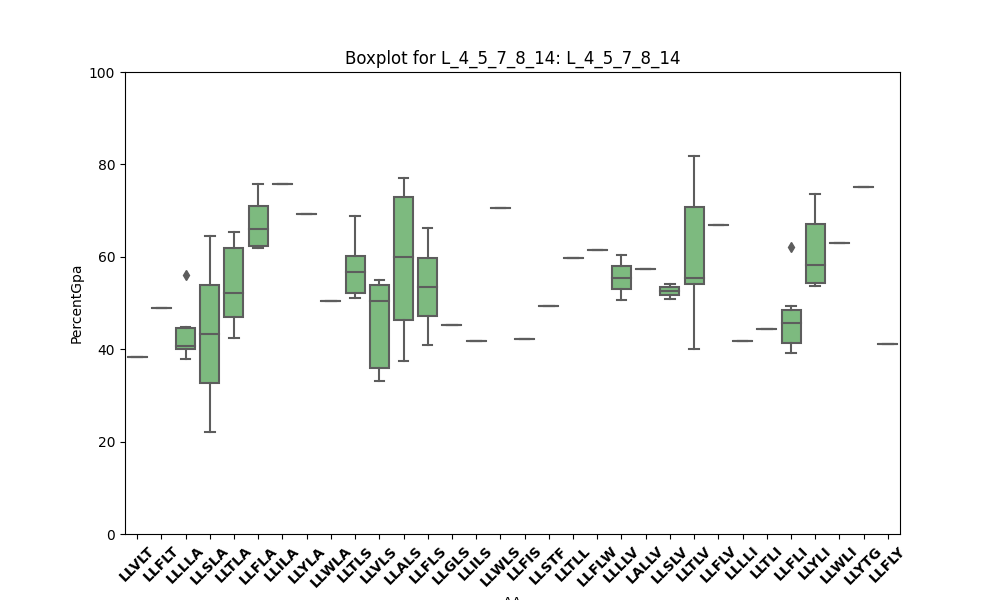 Boxplot for L_4_5_7_8_14: L_4_5_7_8_14
100
80
60
40
20
0
PercentGpa
LLVLT
LLFLT
LLLLA
LLSLA
LLTLA
LLFLA
LLILA
LLYLA
LLWLA
LLTLS
LLVLS
LLALS
LLFLS
LLGLS
LLILS
LLWLS
LLFIS
LLSTF
LLTLL
LLFLW
LLLLV
LALLV
LLSLV
LLTLV
LLFLV
LLLLI
LLTLI
LLFLI
LLYLI
LLWLI
LLYTG
LLFLY